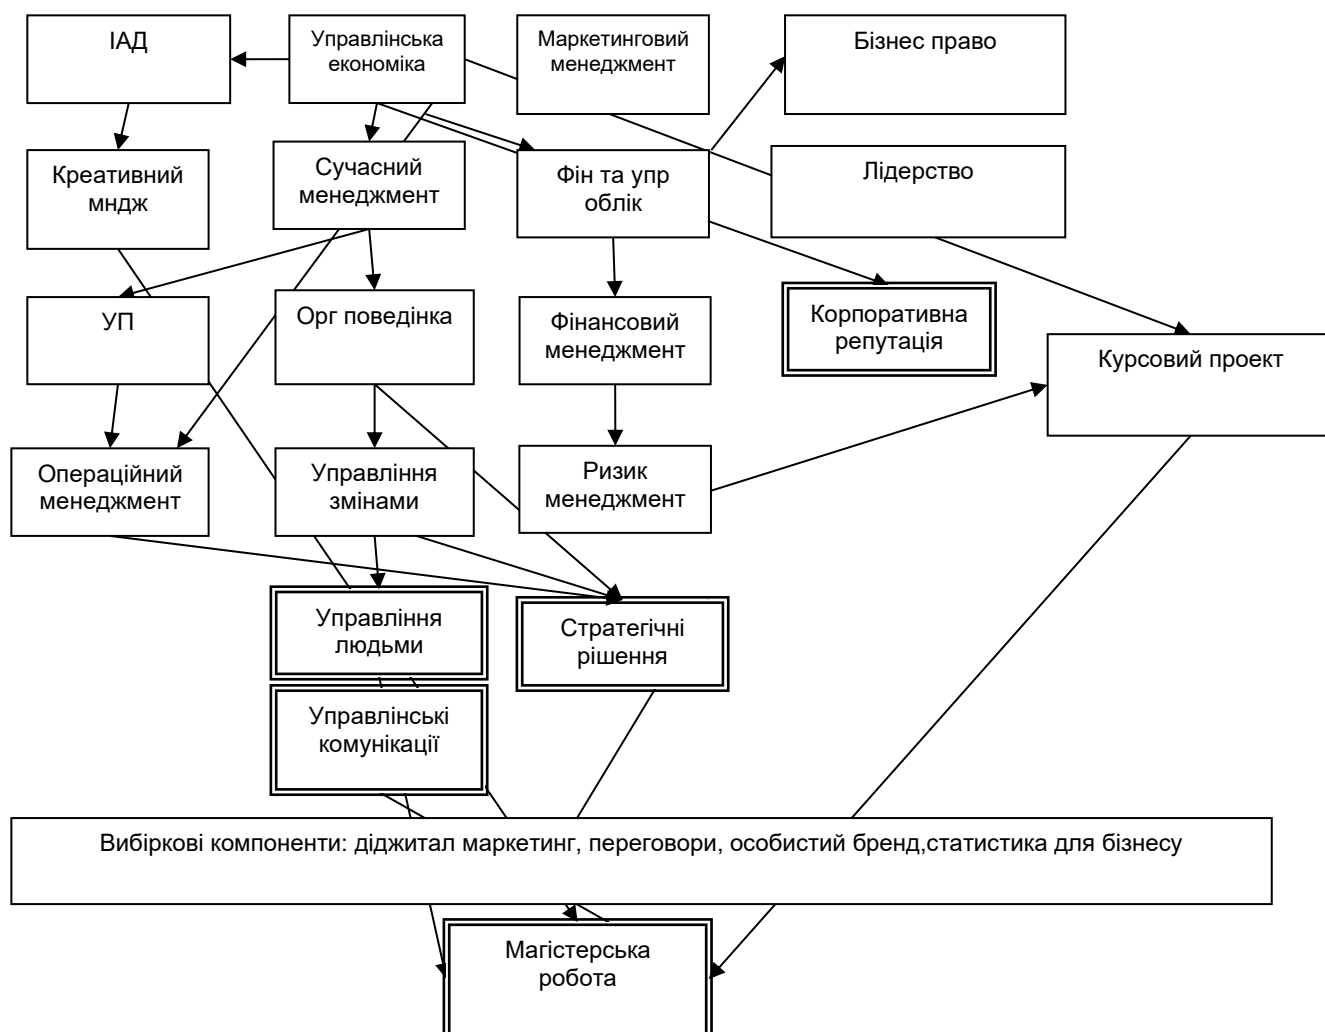 ІАД
Управлінська
економіка
Маркетинговий
менеджмент
Бізнес право
Креативний
мндж
Сучасний
менеджмент
Фін та упр
облік
Лідерство
УП
Орг поведінка
Фінансовий
менеджмент
Корпоративна
репутація
Курсовий проект
Операційний
менеджмент
Управління
змінами
Ризик
менеджмент
Управління
людьми
Стратегічні
рішення
Управлінські
комунікації
Вибіркові компоненти: діджитал маркетинг, переговори, особистий бренд,статистика для бізнесу
Магістерська
робота